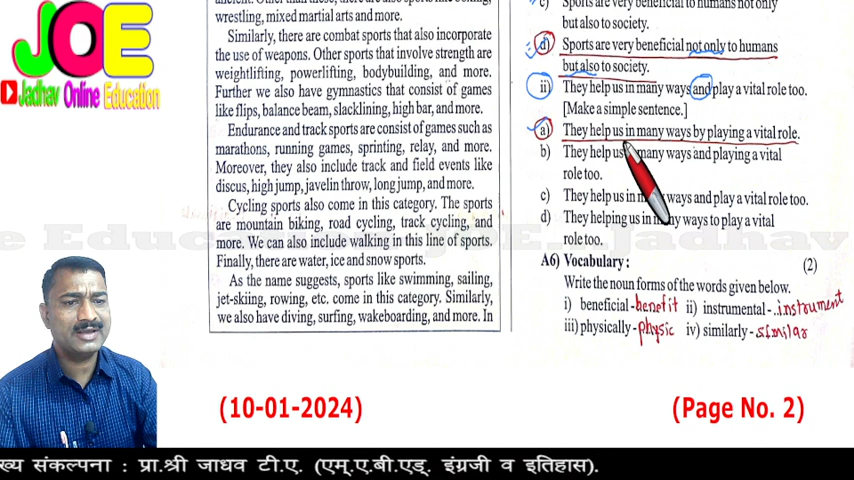 JOE
Jadhav Online Education
wrestling, mixed martial arts and more.
Similarly, there are combat sports that also incorporate
the use of weapons. Other sports that involve strength are
weightlifting, powerlifting, bodybuilding, and more.
Further we also have gymnastics that consist of games
like flips, balance beam, slacklining, high bar, and more.
Endurance and track sports are consist of games such as
marathons, running games, sprinting, relay, and more.
Moreover, they also include track and field events like
discus, high jump, javelin throw, long jump, and more.
Cycling sports also come in this category. The sports
are mountain biking, road cycling, track cycling, and
more. We can also include walking in this line of sports.
Finally, there are water, ice and snow sports.
As the name suggests, sports like swimming, sailing,
jet-skiing, rowing, etc. come in this category. Similarly,
we also have diving, surfing, wakeboarding, and more. In
c) Sports are very beneficial to humans not only
but also to society.
d) Sports are very beneficial not only to humans
but also to society.
ii) They help us in many ways and play a vital role too.
[Make a simple sentence.]
a) They help us in many ways by playing a vital role.
b) They help us many ways and playing a vital
role too.
c) They help us in ways and play a vital role too.
d) They helping us in many ways to play a vital
role too.
A6) Vocabulary : (2)
Write the noun forms of the words given below.
i) beneficial - benefit ii) instrumental - .. instrument
iii) physically - physic iv) similarly - similar
(10-01-2024) (Page No. 2)
ख्य संकल्पना : प्रा.श्री जाधव टी.ए. (एम्.ए.बी.एड्. इंग्रजी व इतिहास).